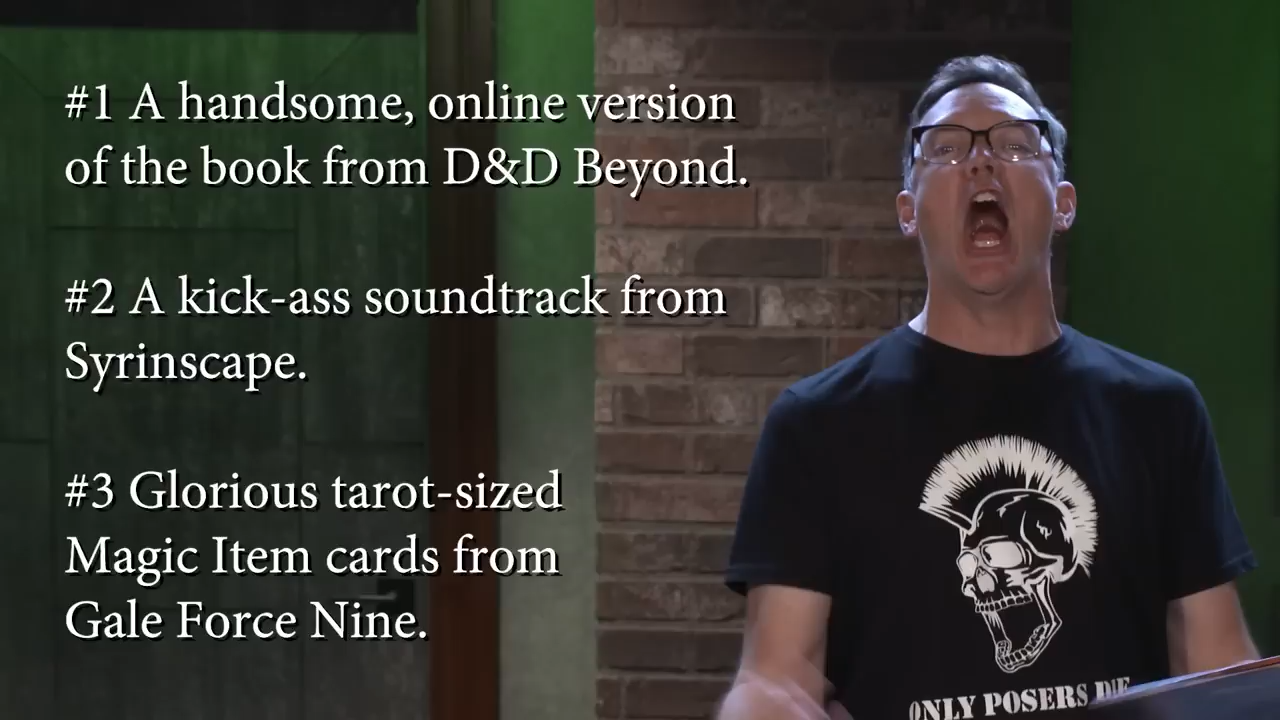 #1 A handsome, online version
of the book from D&D Beyond.
#2 A kick-ass soundtrack from
Syrinscape.
#3 Glorious tarot-sized
Magic Item cards from
Gale Force Nine.
ONLY POSERS DIE